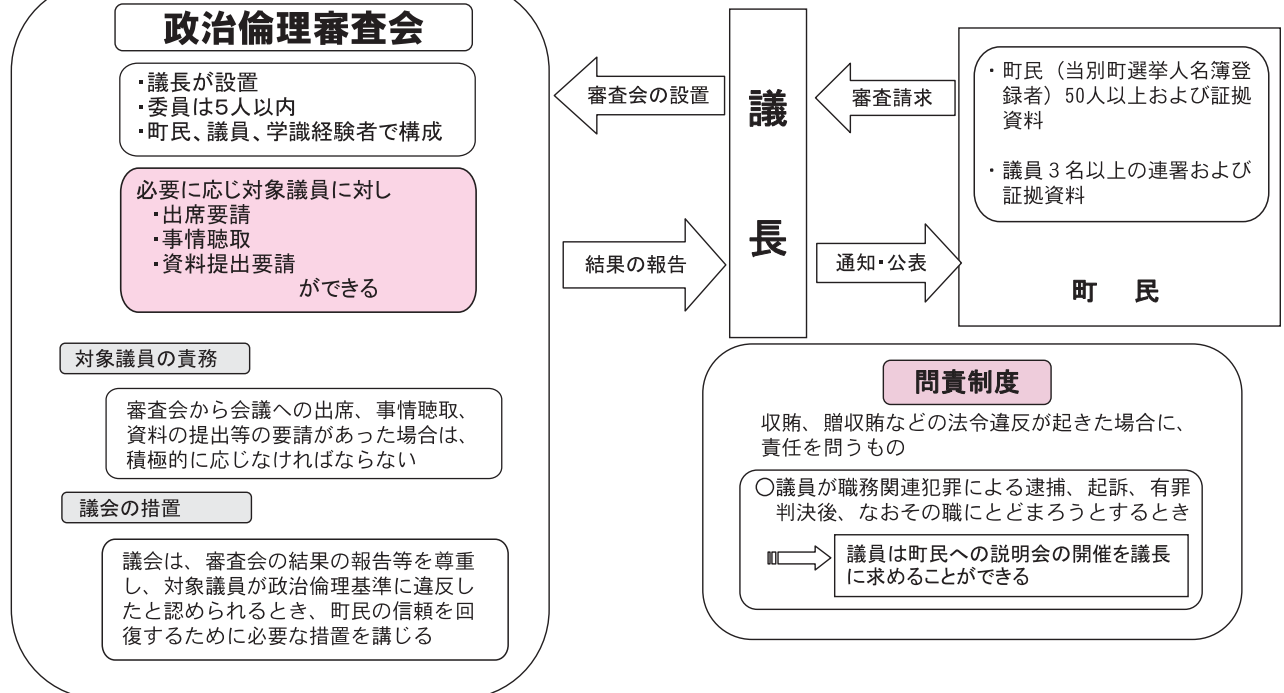 政治倫理審査会
・議長が設置
・委員は5人以内
・町民、議員、学識経験者で構成
必要に応じ対象議員に対し
・出席要請
・事情聴取
・資料提出要請
ができる
対象議員の責務
審査会から会議への出席、事情聴取、
資料の提出等の要請があった場合は、
積極的に応じなければならない
議会の措置
議会は、審査会の結果の報告等を尊重
し、対象議員が政治倫理基準に違反し
たと認められるとき、町民の信頼を回
復するために必要な措置を講じる
審査会の設置
結果の報告
議
長
審査請求
通知・公表
・町民（当別町選挙人名簿登
録者）50人以上および証拠
資料
・議員３名以上の連署および
証拠資料
町　民
問責制度
収賄、贈収賄などの法令違反が起きた場合に、
責任を問うもの
○議員が職務関連犯罪による逮捕、起訴、有罪
判決後、なおその職にとどまろうとするとき
議員は町民への説明会の開催を議長
に求めることができる